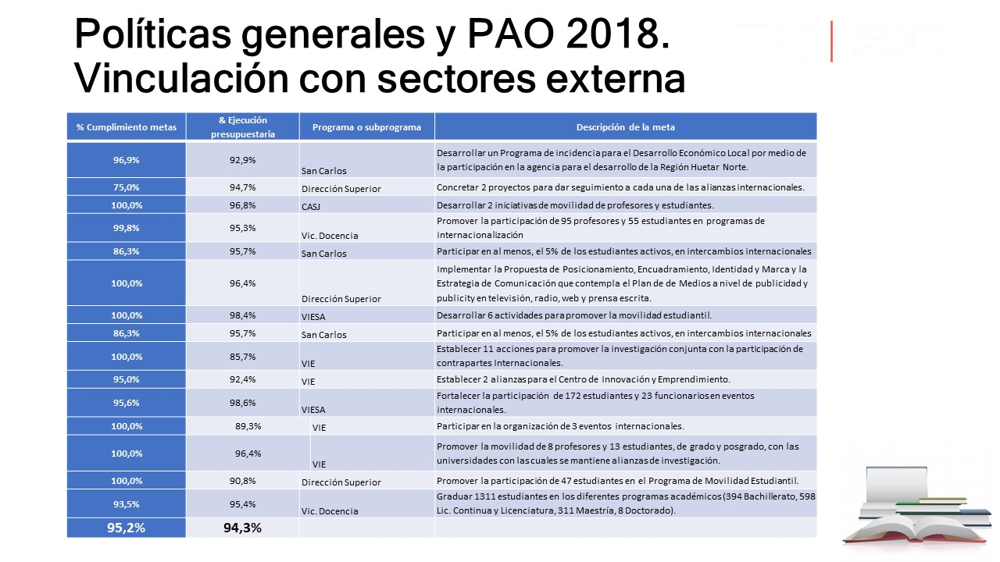 Políticas generales y PAO 2018.
Vinculación con sectores externa
% Cumplimiento metas
& Ejecución
presupuestaria
Programa o subprograma
Descripción de la meta
96,9%
92,9%
San Carlos
Desarrollar un Programa de incidencia para el Desarrollo Económico Local por medio de
la participación en la agencia para el desarrollo de la Región Huetar Norte.
75,0%
94,7%
Dirección Superior
Concretar 2 proyectos para dar seguimiento a cada una de las alianzas internacionales.
100,0%
96,8%
CASJ
Desarrollar 2 iniciativas de movilidad de profesores y estudiantes.
99,8%
95,3%
Vic. Docencia
Promover la participación de 95 profesores y 55 estudiantes en programas de
internacionalización
86,3%
95,7%
San Carlos
Participar en al menos, el 5% de los estudiantes activos, en intercambios internacionales
100,0%
96,4%
Dirección Superior
Implementar la Propuesta de Posicionamiento, Encuadramiento, Identidad y Marca y la
Estrategia de Comunicación que contempla el Plan de de Medios a nivel de publicidad y
publicity en televisión, radio, web y prensa escrita.
100,0%
98,4%
VIESA
Desarrollar 6 actividades para promover la movilidad estudiantil.
86,3%
95,7%
San Carlos
Participar en al menos, el 5% de los estudiantes activos, en intercambios internacionales
100,0%
85,7%
VIE
Establecer 11 acciones para promover la investigación conjunta con la participación de
contrapartes Internacionales.
95,0%
92,4%
VIE
Establecer 2 alianzas para el Centro de Innovación y Emprendimiento.
95,6%
98,6%
VIESA
Fortalecer la participación de 172 estudiantes y 23 funcionarios en eventos
internacionales.
100,0%
89,3%
VIE
Participar en la organización de 3 eventos internacionales.
100,0%
96,4%
VIE
Promover la movilidad de 8 profesores y 13 estudiantes, de grado y posgrado, con las
universidades con las cuales se mantiene alianzas de investigación.
100,0%
90,8%
Dirección Superior
Promover la participación de 47 estudiantes en el Programa de Movilidad Estudiantil.
93,5%
95,4%
Vic. Docencia
Graduar 1311 estudiantes en los diferentes programas académicos (394 Bachillerato, 598
Lic. Continua y Licenciatura, 311 Maestría, 8 Doctorado).
95,2%
94,3%